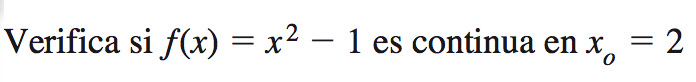 Verifica si f(x) = x² − 1 es continua en xₒ = 2